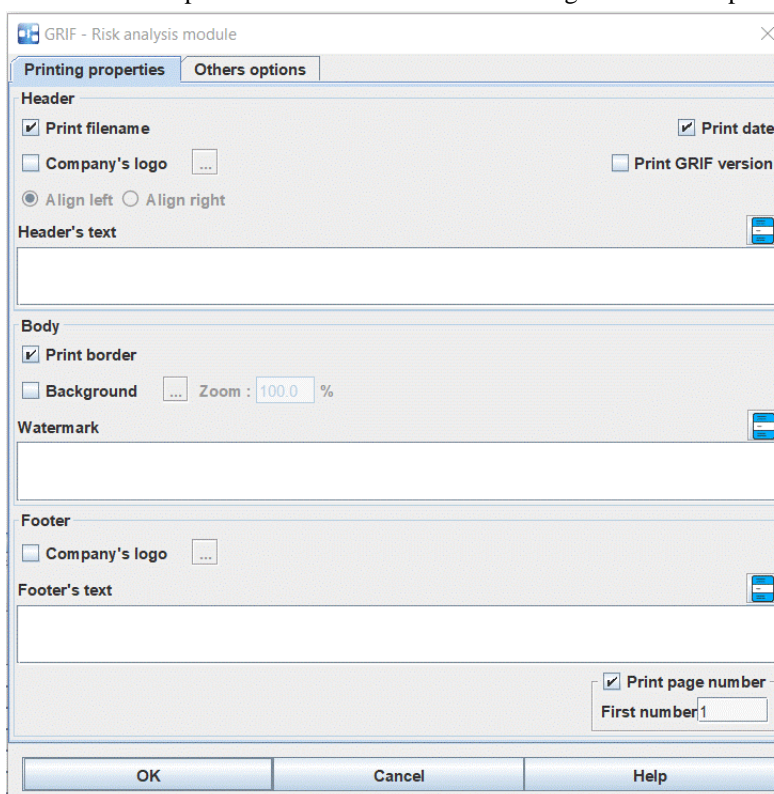 GRIF - Risk analysis module
Printing properties Others options
Header
Print filename Print date
Company's logo ... Print GRIF version
Align left Align right
Header's text
Body
Print border
Background ... Zoom : 100.0 %
Watermark
Footer
Company's logo ...
Footer's text
Print page number
First number 1
OK Cancel Help